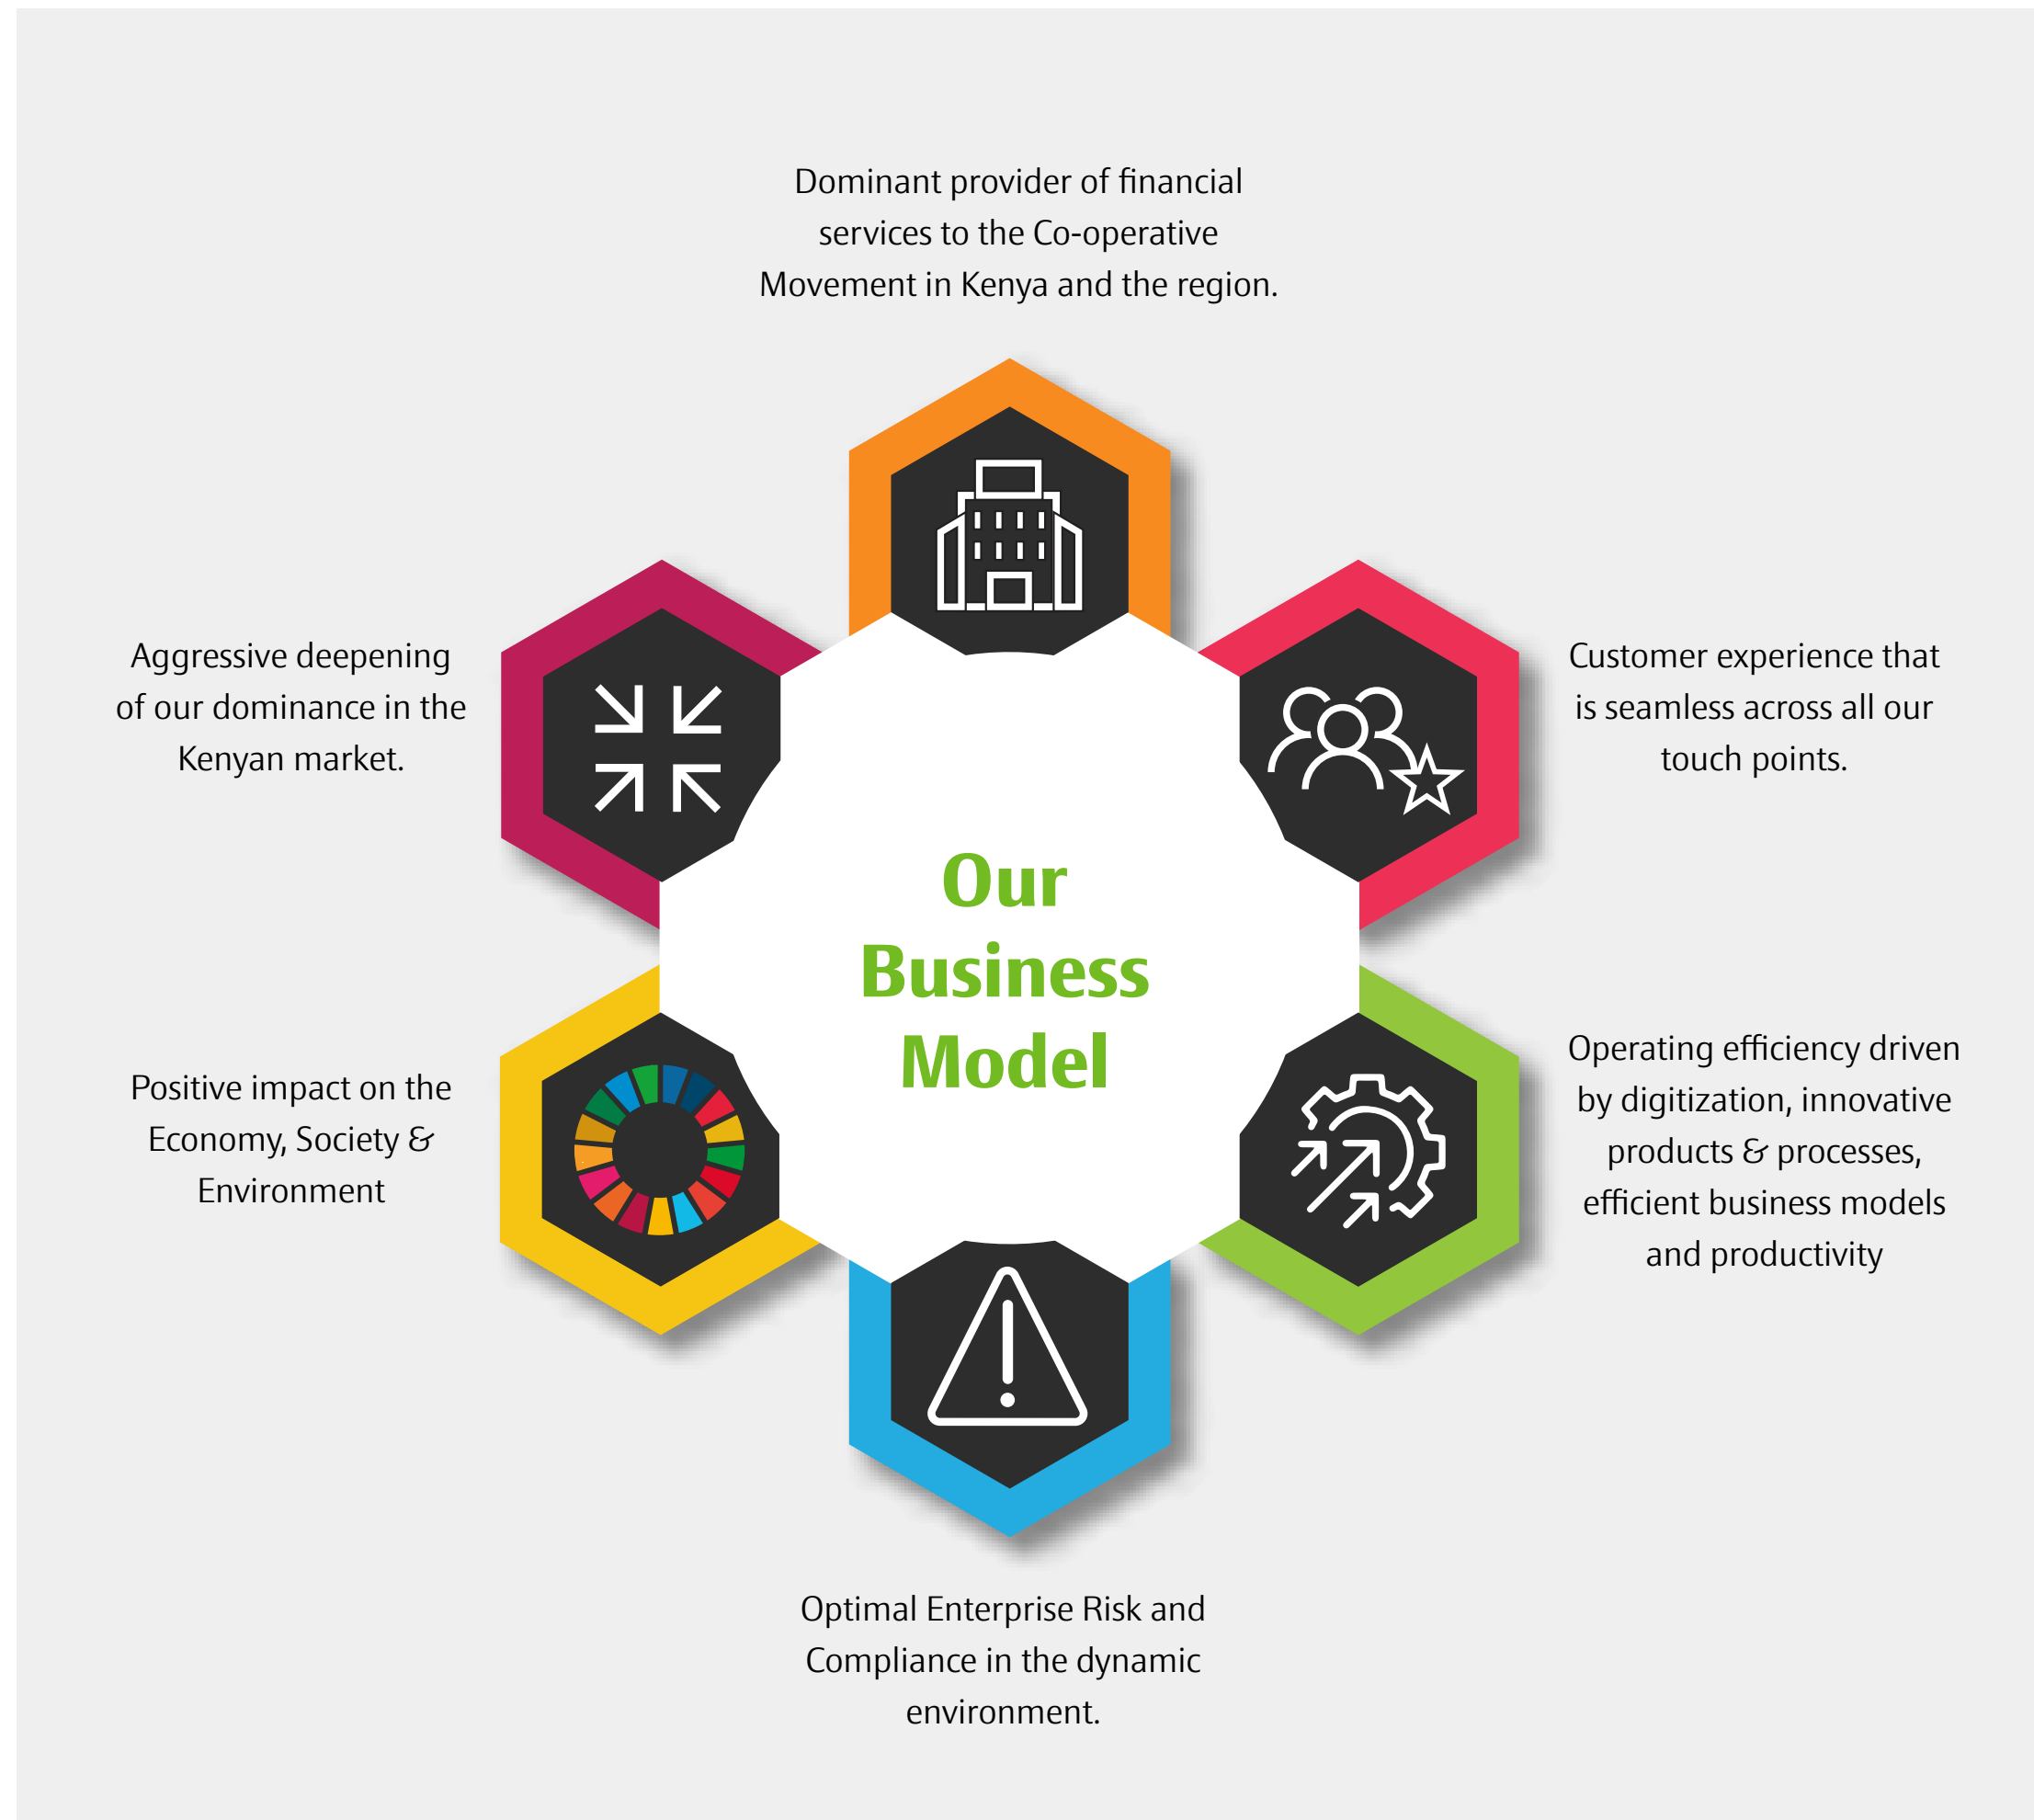 Dominant provider of financial
services to the Co-operative
Movement in Kenya and the region.
Aggressive deepening
of our dominance in the
Kenyan market.
Customer experience that
is seamless across all our
touch points.
Our
Business
Model
Positive impact on the
Economy, Society &
Environment
Operating efficiency driven
by digitization, innovative
products & processes,
efficient business models
and productivity
Optimal Enterprise Risk and
Compliance in the dynamic
environment.